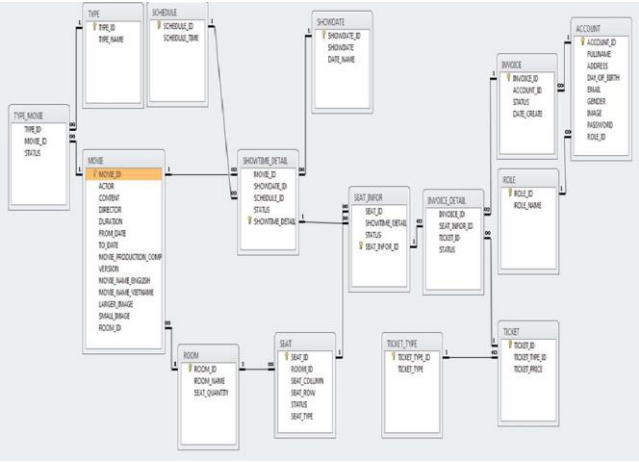 TYPE
TYPE_ID
TYPE_NAME
SCHEDULE
SCHEDULE_ID
SCHEDULE_TIME
SHOWDATE
SHOWDATE_ID
SHOWDATE
DATE_NAME
ACCOUNT
ACCOUNT_ID
FULLNAME
ADDRESS
DAY_OF_BIRTH
EMAIL
GENDER
IMAGE
PASSWORD
ROLE_ID
INVOICE
INVOICE_ID
ACCOUNT_ID
STATUS
DATE_CREATE
TYPE_MOVIE
TYPE_ID
MOVIE_ID
STATUS
MOVIE
MOVIE_ID
ACTOR
CONTENT
DIRECTOR
DURATION
FROM_DATE
TO_DATE
MOVIE_PRODUCTION_COMP
VERSION
MOVIE_NAME_ENGLISH
MOVIE_NAME_VIETNAME
LARGER_IMAGE
SMALL_IMAGE
ROOM_ID
SHOWTIME_DETAIL
MOVIE_ID
SHOWDATE_ID
SCHEDULE_ID
STATUS
SHOWTIME_DETAIL
SEAT_INFOR
SEAT_ID
SHOWTIME_DETAIL
STATUS
SEAT_INFOR_ID
INVOICE_DETAIL
INVOICE_ID
SEAT_INFOR_ID
TICKET_ID
STATUS
ROLE
ROLE_ID
ROLE_NAME
ROOM
ROOM_ID
ROOM_NAME
SEAT_QUANTITY
SEAT
SEAT_ID
ROOM_ID
SEAT_COLUMN
SEAT_ROW
STATUS
SEAT_TYPE
TICKET_TYPE
TICKET_TYPE_ID
TICKET_TYPE
TICKET
TICKET_ID
TICKET_TYPE_ID
TICKET_PRICE